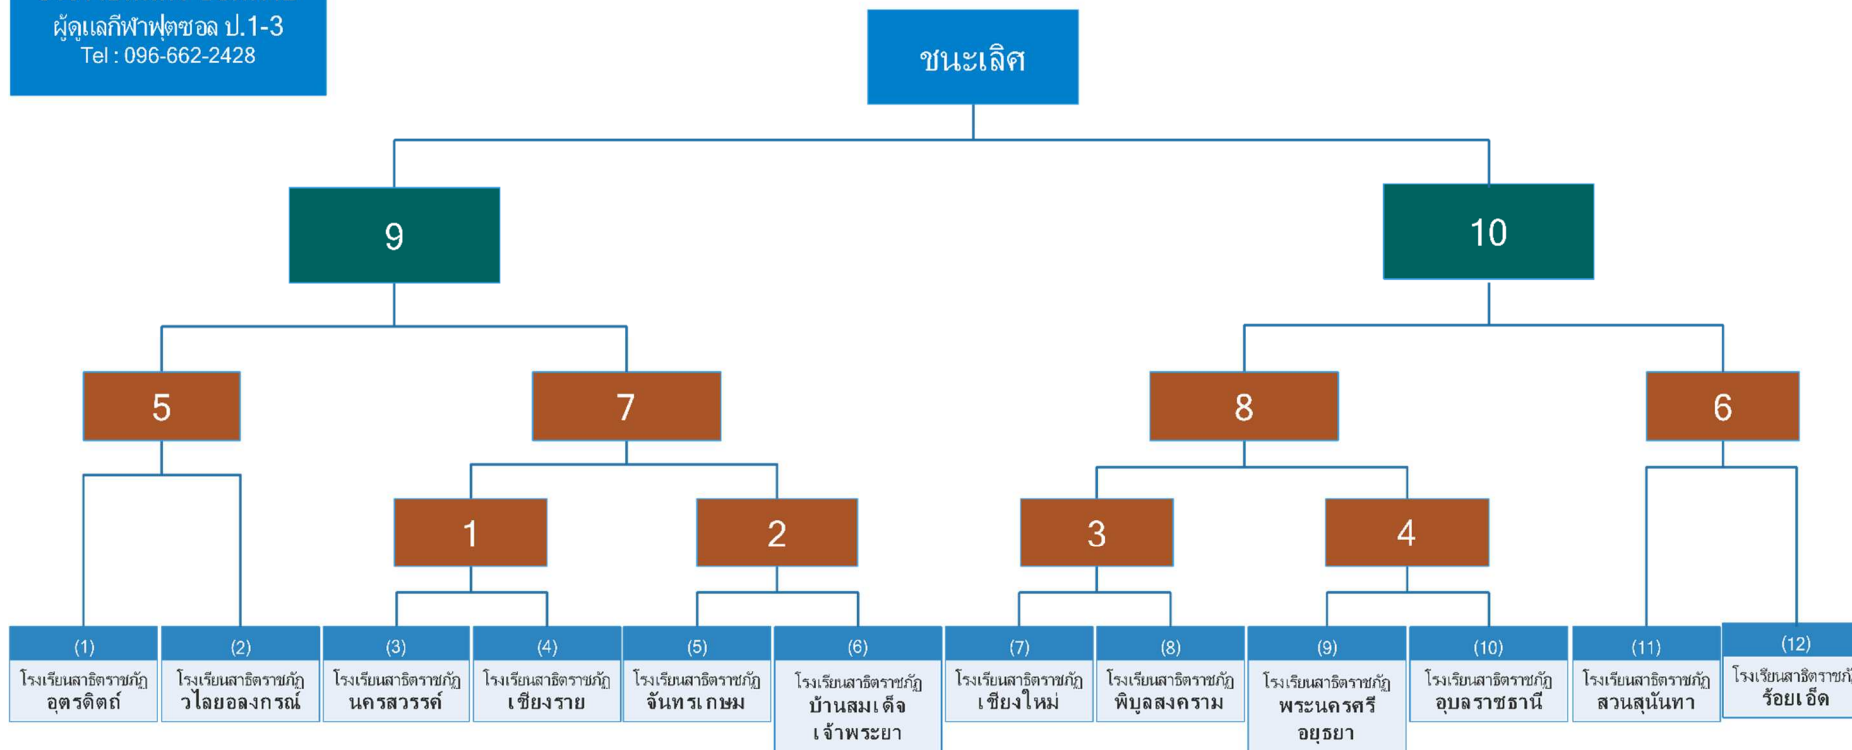 ผู้ดูแลกีฬาฟุตซอล ป.1-3
Tel : 096-662-2428
ชนะเลิศ
9
10
5
7
8
6
1
2
3
4
(1)
โรงเรียนสาธิตราชภัฏ
อุตรดิตถ์
(2)
โรงเรียนสาธิตราชภัฏ
วไลยอลงกรณ์
(3)
โรงเรียนสาธิตราชภัฏ
นครสวรรค์
(4)
โรงเรียนสาธิตราชภัฏ
เชียงราย
(5)
โรงเรียนสาธิตราชภัฏ
จันทรเกษม
(6)
โรงเรียนสาธิตราชภัฏ
บ้านสมเด็จ
เจ้าพระยา
(7)
โรงเรียนสาธิตราชภัฏ
เชียงใหม่
(8)
โรงเรียนสาธิตราชภัฏ
พิบูลสงคราม
(9)
โรงเรียนสาธิตราชภัฏ
พระนครศรี
อยุธยา
(10)
โรงเรียนสาธิตราชภัฏ
อุบลราชธานี
(11)
โรงเรียนสาธิตราชภัฏ
สวนสุนันทา
(12)
โรงเรียนสาธิตราชภัฏ
ร้อยเอ็ด